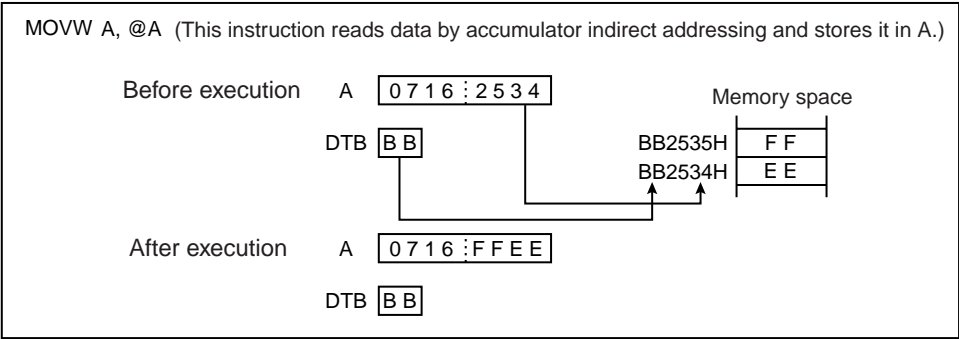 MOVW A, @A (This instruction reads data by accumulator indirect addressing and stores it in A.)
Before execution A 0716 2534
Memory space
DTB BB
BB2535H FF
BB2534H EE
After execution A 0716 FFEE
DTB BB